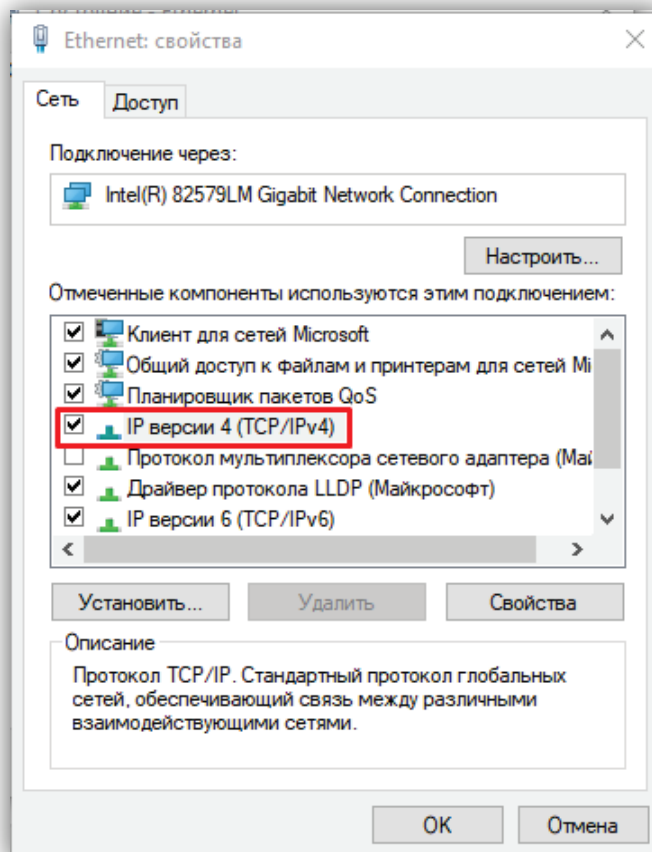 Ethernet: свойства
Сеть
Доступ
Подключение через:
Intel(R) 82579LM Gigabit Network Connection
Настроить...
Отмеченные компоненты используются этим подключением:
Клиент для сетей Microsoft
Общий доступ к файлам и принтерам для сетей Mi
Планировщик пакетов QoS
IP версии 4 (TCP/IPv4)
Протокол мультиплексора сетевого адаптера (Май
Драйвер протокола LLDP (Майкрософт)
IP версии 6 (TCP/IPv6)
Установить...
Удалить
Свойства
Описание
Протокол TCP/IP. Стандартный протокол глобальных
сетей, обеспечивающий связь между различными
взаимодействующими сетями.
OK
Отмена